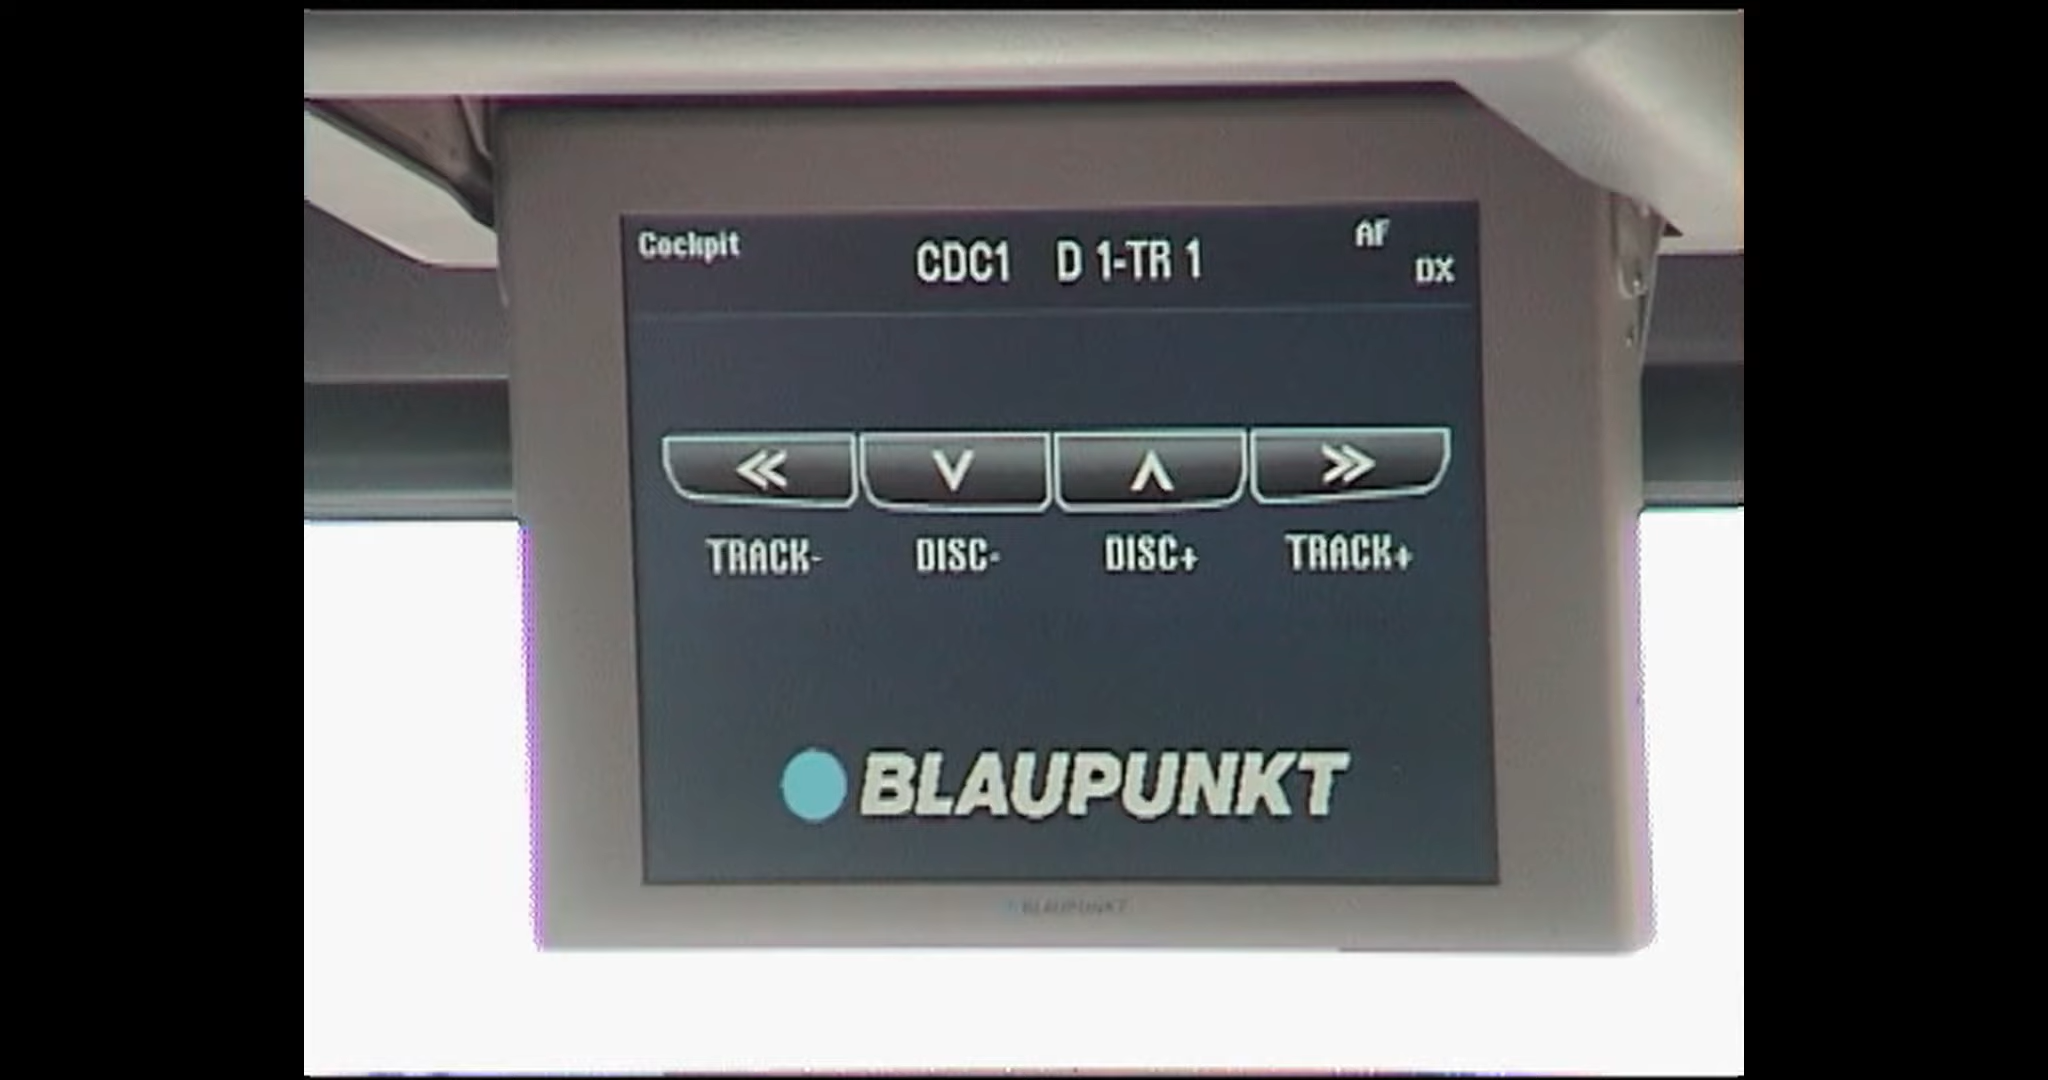 Cockpit CDC1 D 1-TR 1 AF
DX
TRACK- DISC- DISC+ TRACK+
BLAUPUNKT
BLAUPUNKT